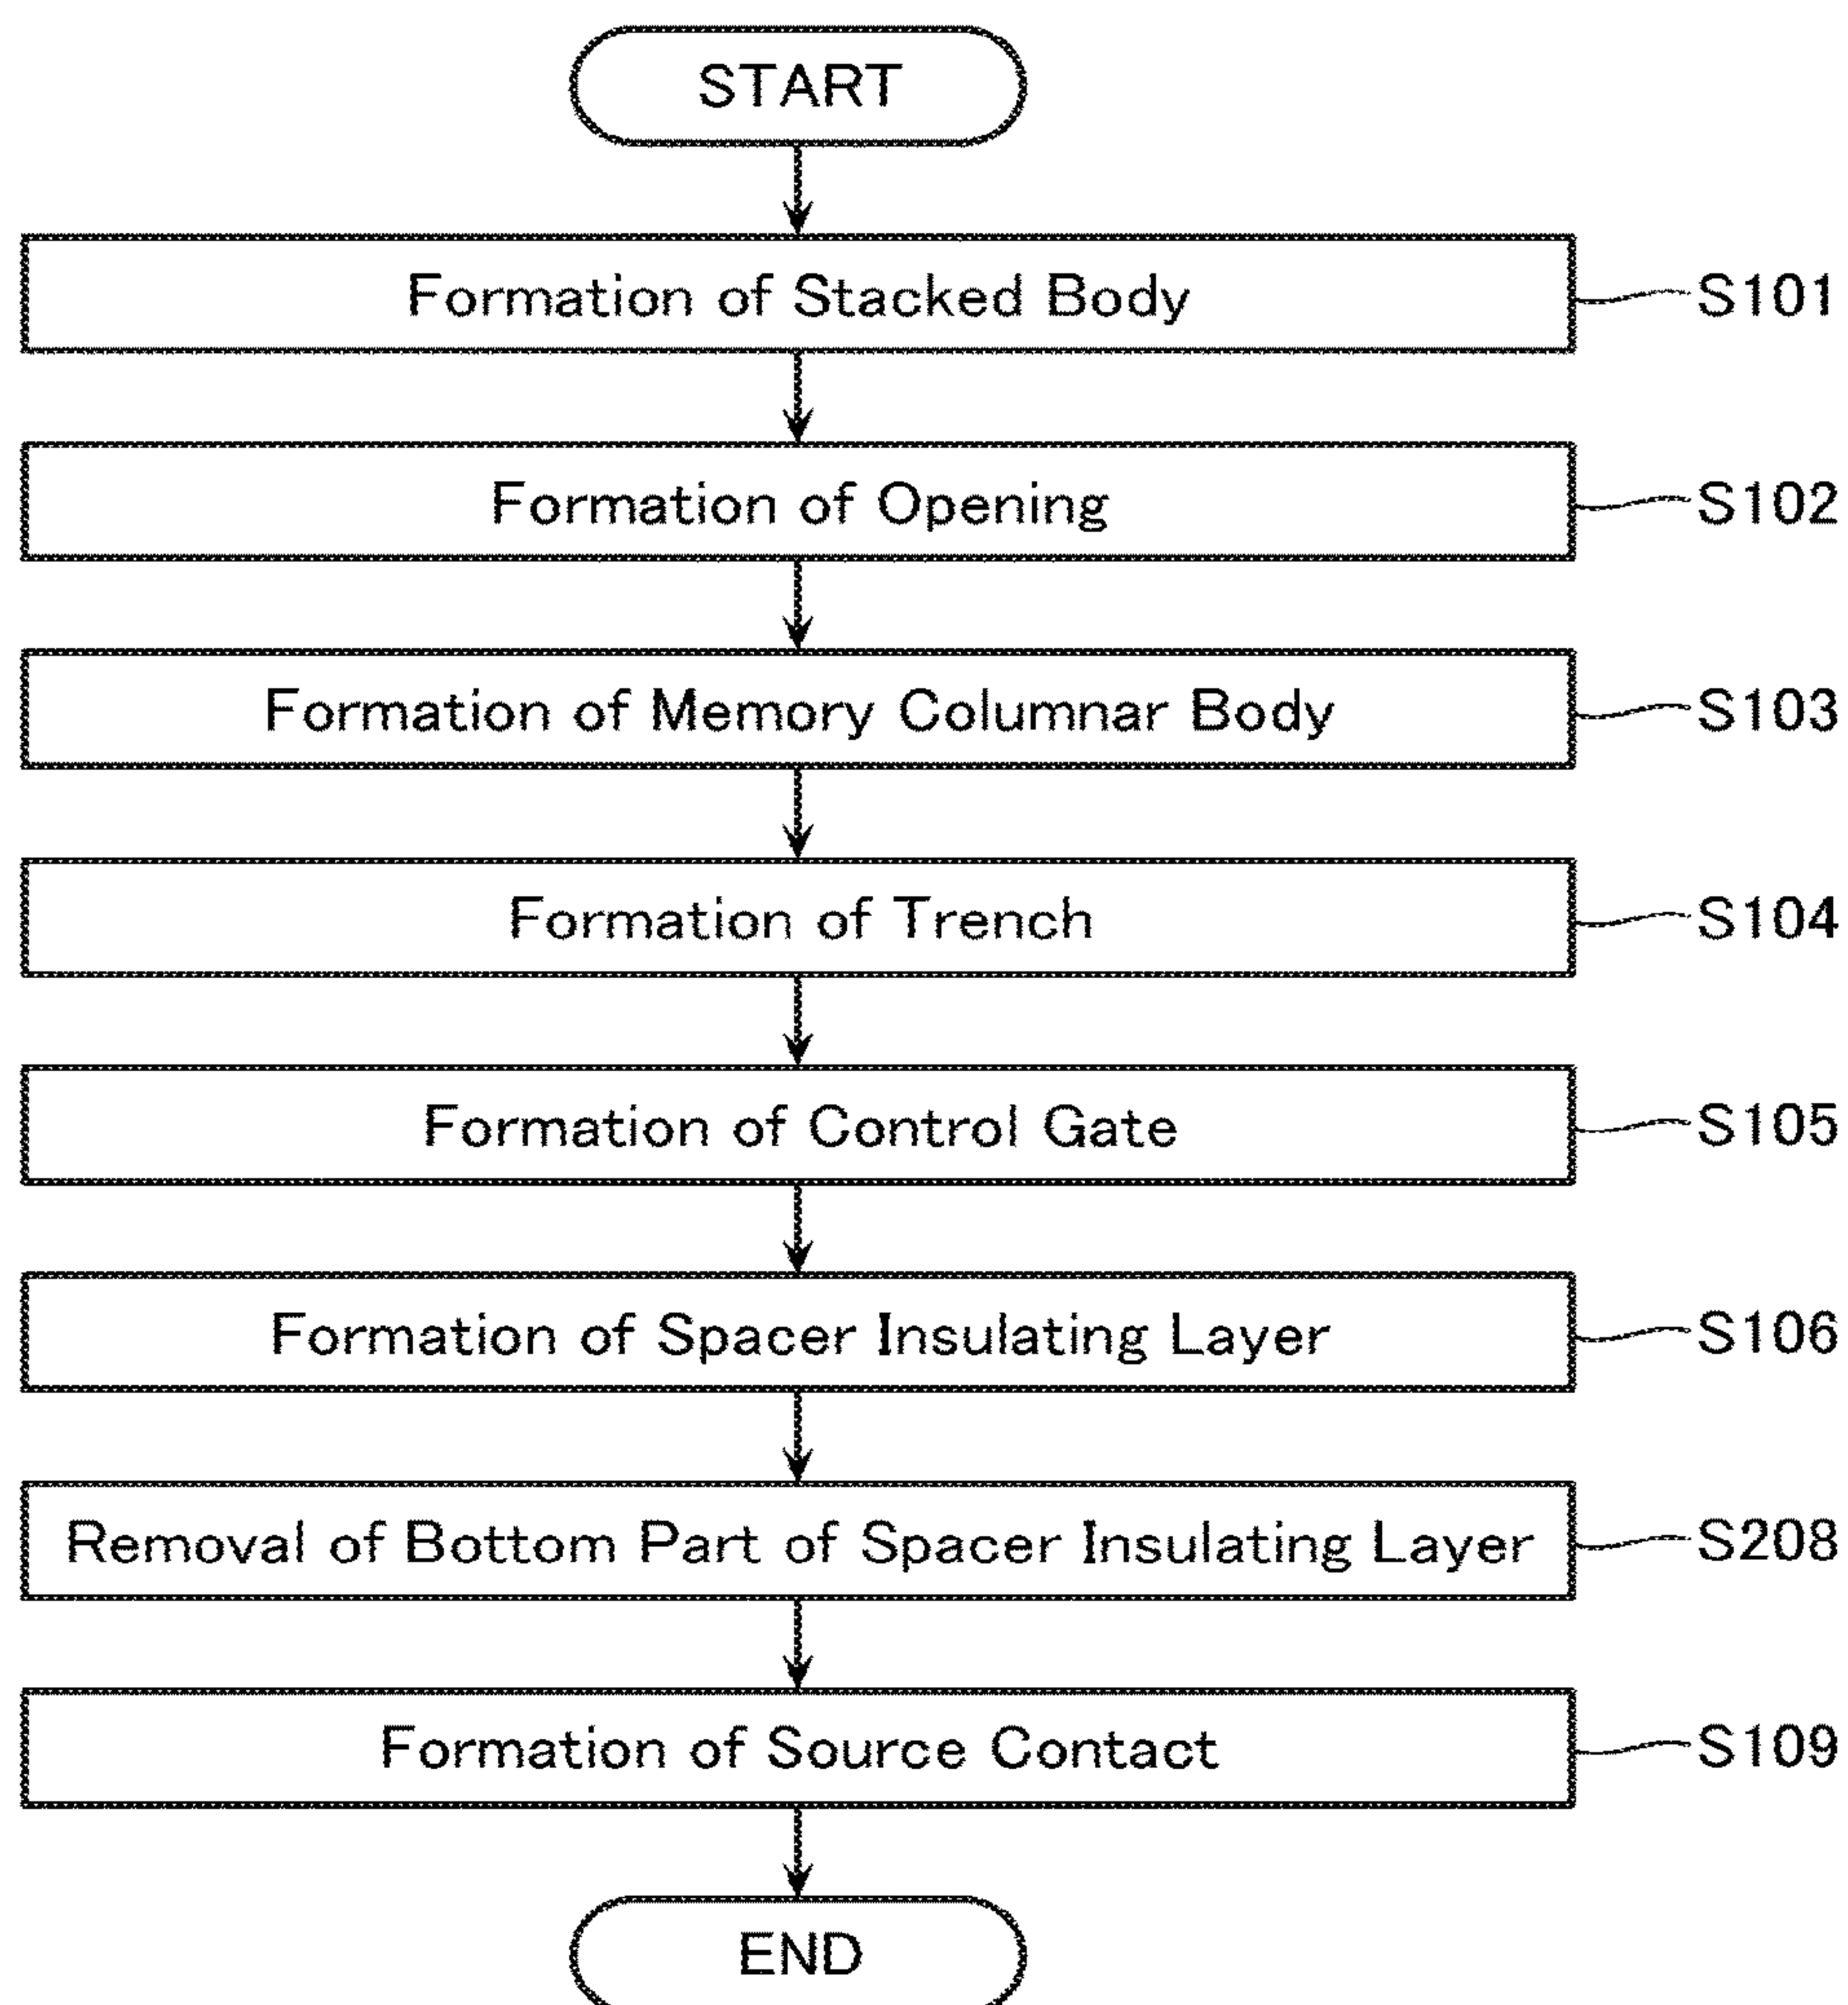 START
Formation of Stacked Body S101
Formation of Opening S102
Formation of Memory Columnar Body S103
Formation of Trench S104
Formation of Control Gate S105
Formation of Spacer Insulating Layer S106
Removal of Bottom Part of Spacer Insulating Layer S208
Formation of Source Contact S109
END